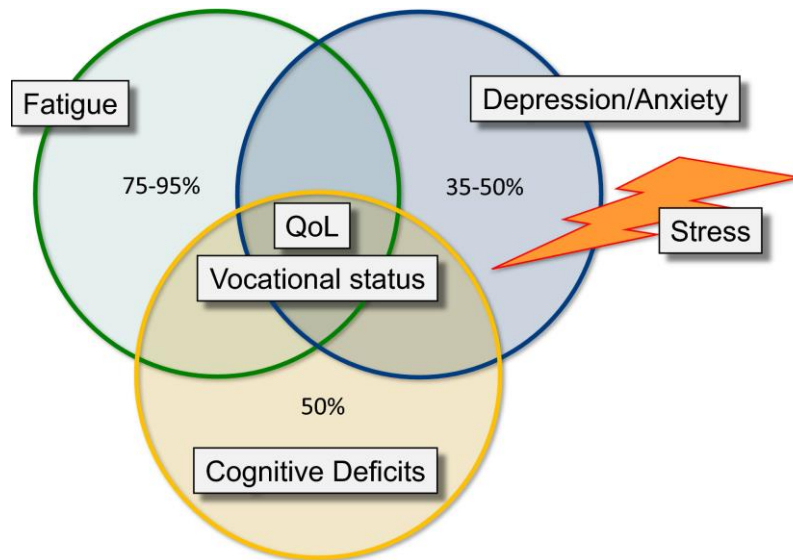 Fatigue
Depression/Anxiety
75-95%
35-50%
QoL
Stress
Vocational status
50%
Cognitive Deficits